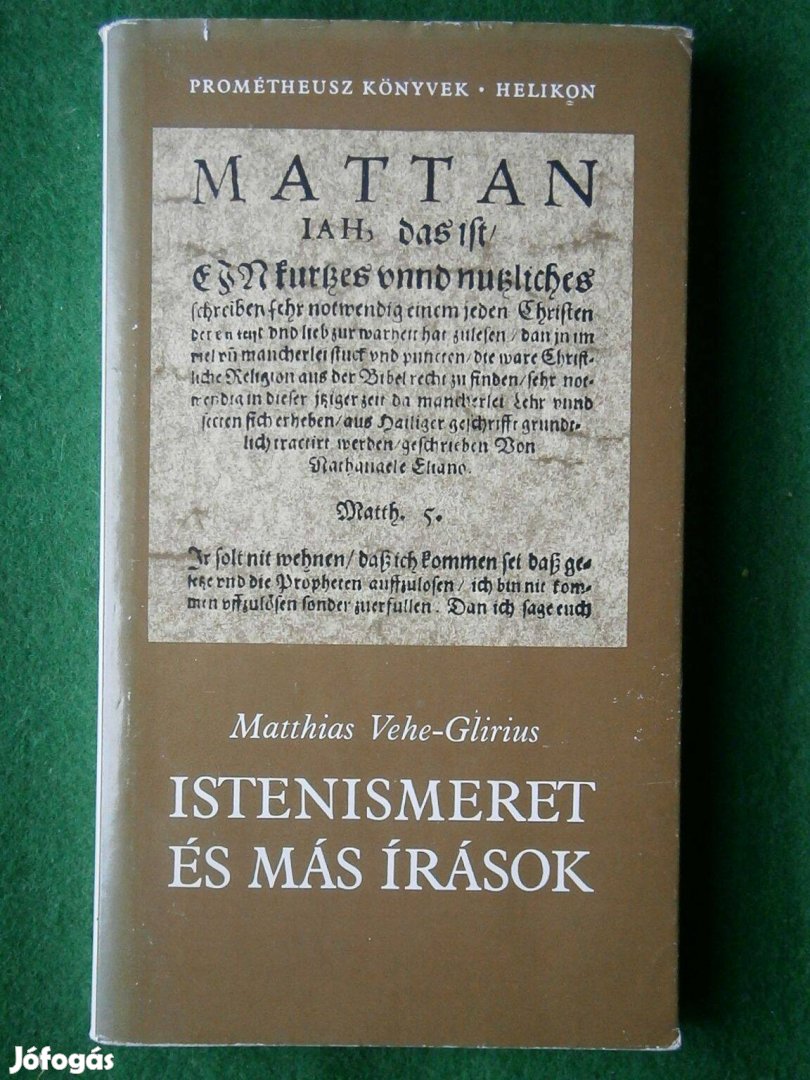 PROMÉTHEUSZ KÖNYVEK • HELIKON
MATTAN
IAH, das ist/
EIN kurtzes vnnd nutzliches
schreiben sehr notwendig einem jeden Christen
vnd lieb zur warheit hat zulesen / dan in im
viel vñ mancherlei stuck vnd puncten / die ware Christ-
liche Religion aus der Bibel recht zu finden / sehr not-
wendig in dieser itziger zeit da mancherlei Lehr vnnd
secten sich erheben / aus Hailiger geschrifft grundt-
lich tractirt werden / geschrieben Von
Nathanaele Eliano.
Matth. 5.
Ir solt nit wehnen / daß ich kommen sei daß ge-
setze vnd die Propheten auffzulosen / ich bin nit kom-
men vffzulösen sonder zuerfullen. Dan ich sage euch
Matthias Vehe-Glirius
ISTENISMERET
ÉS MÁS ÍRÁSOK
Jófogás